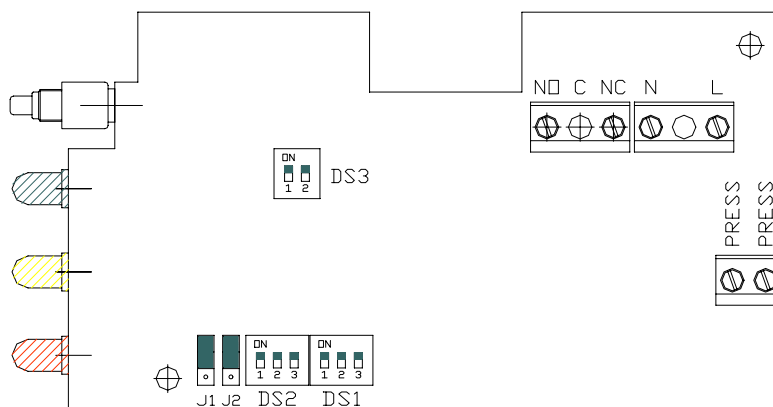 NO C NC N L
ON
1 2
DS3
PRESS
PRESS
ON
1 2 3
ON
1 2 3
J1 J2 DS2 DS1